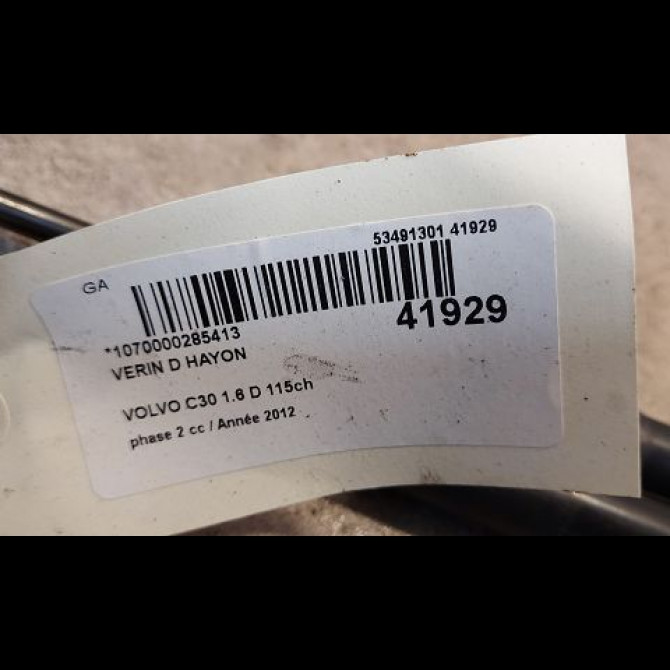 53491301 41929
GA
41929
*1070000285413
VERIN D HAYON
VOLVO C30 1.6 D 115ch
phase 2 cc / Année 2012